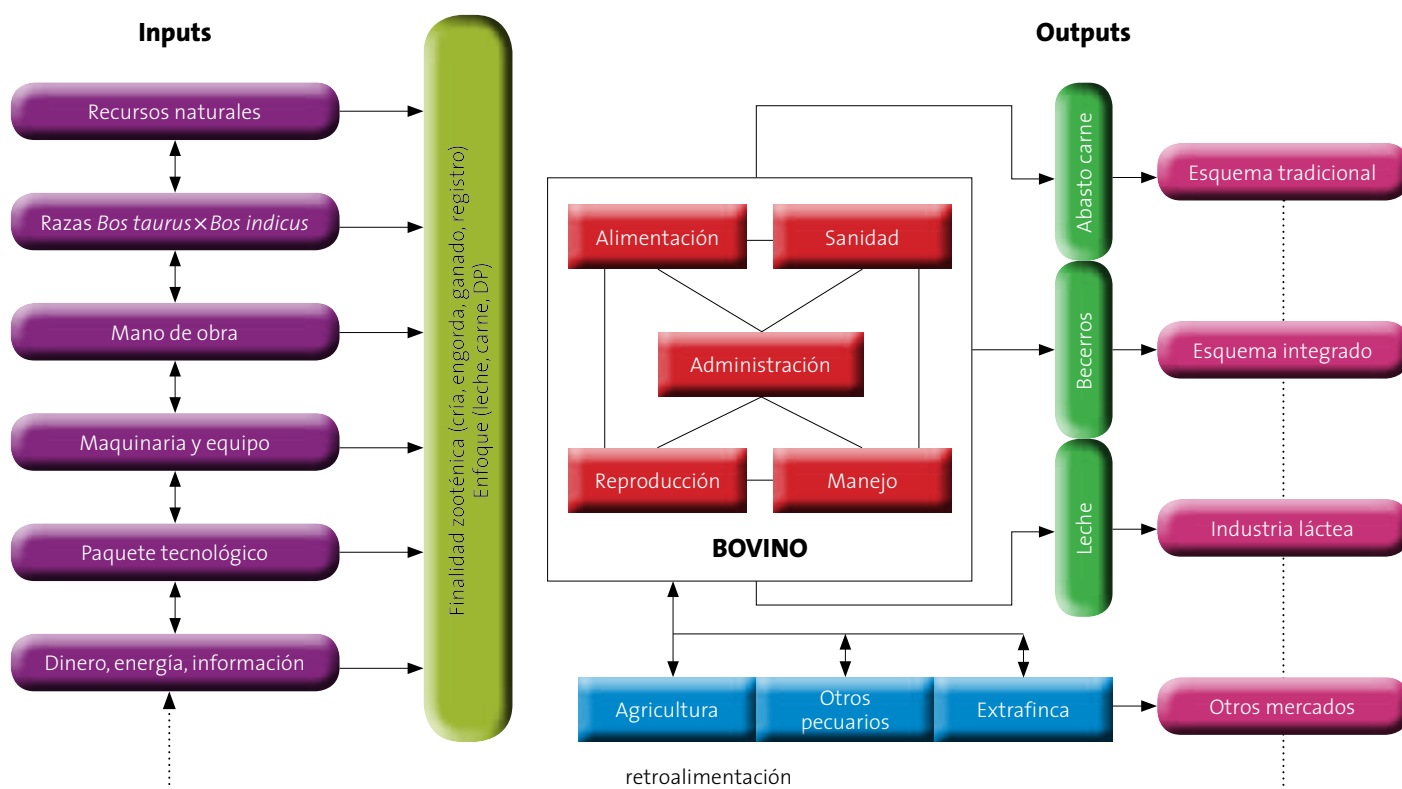 Inputs
Recursos naturales
Razas Bos taurus×Bos indicus
Mano de obra
Maquinaria y equipo
Paquete tecnológico
Dinero, energía, información
Finalidad zooténica (cría, engorda, ganado, registro)
Enfoque (leche, carne, DP)
Alimentación
Sanidad
Administración
Reproducción
Manejo
BOVINO
Agricultura
Otros
pecuarios
Extrafinca
Outputs
Abasto carne
Becerros
Leche
Esquema tradicional
Esquema integrado
Industria láctea
Otros mercados
retroalimentación